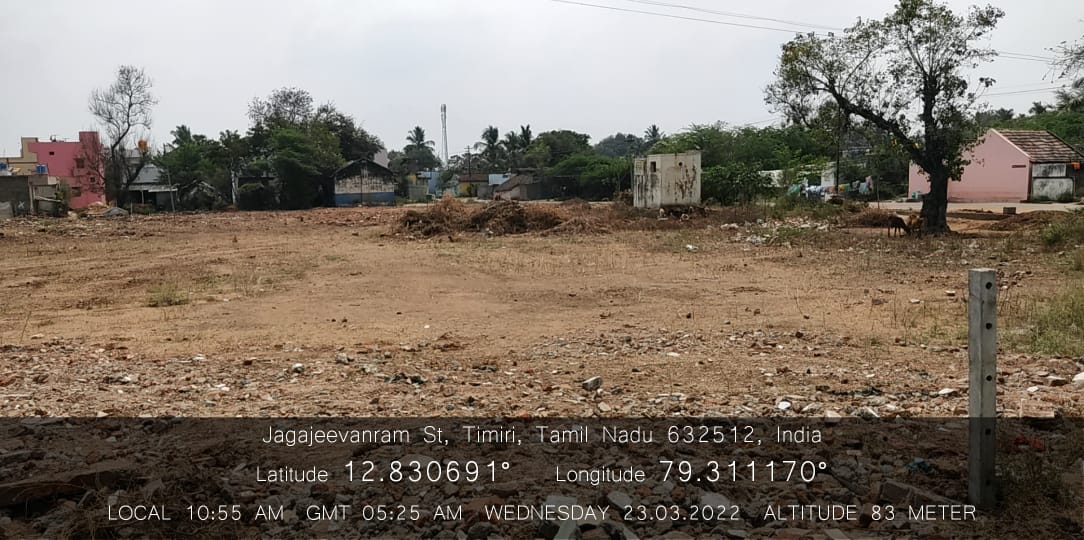 Jagajeevanram St, Timiri, Tamil Nadu 632512, India
Latitude 12.830691° Longitude 79.311170°
LOCAL 10:55 AM GMT 05:25 AM WEDNESDAY 23.03.2022 ALTITUDE 83 METER